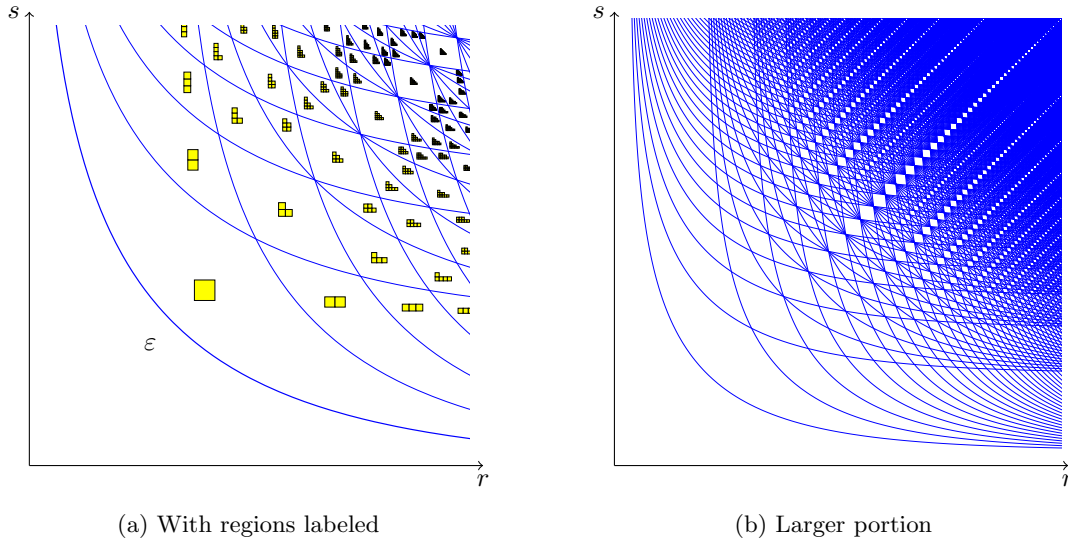 s
s
ε
r
(a) With regions labeled
(b) Larger portion